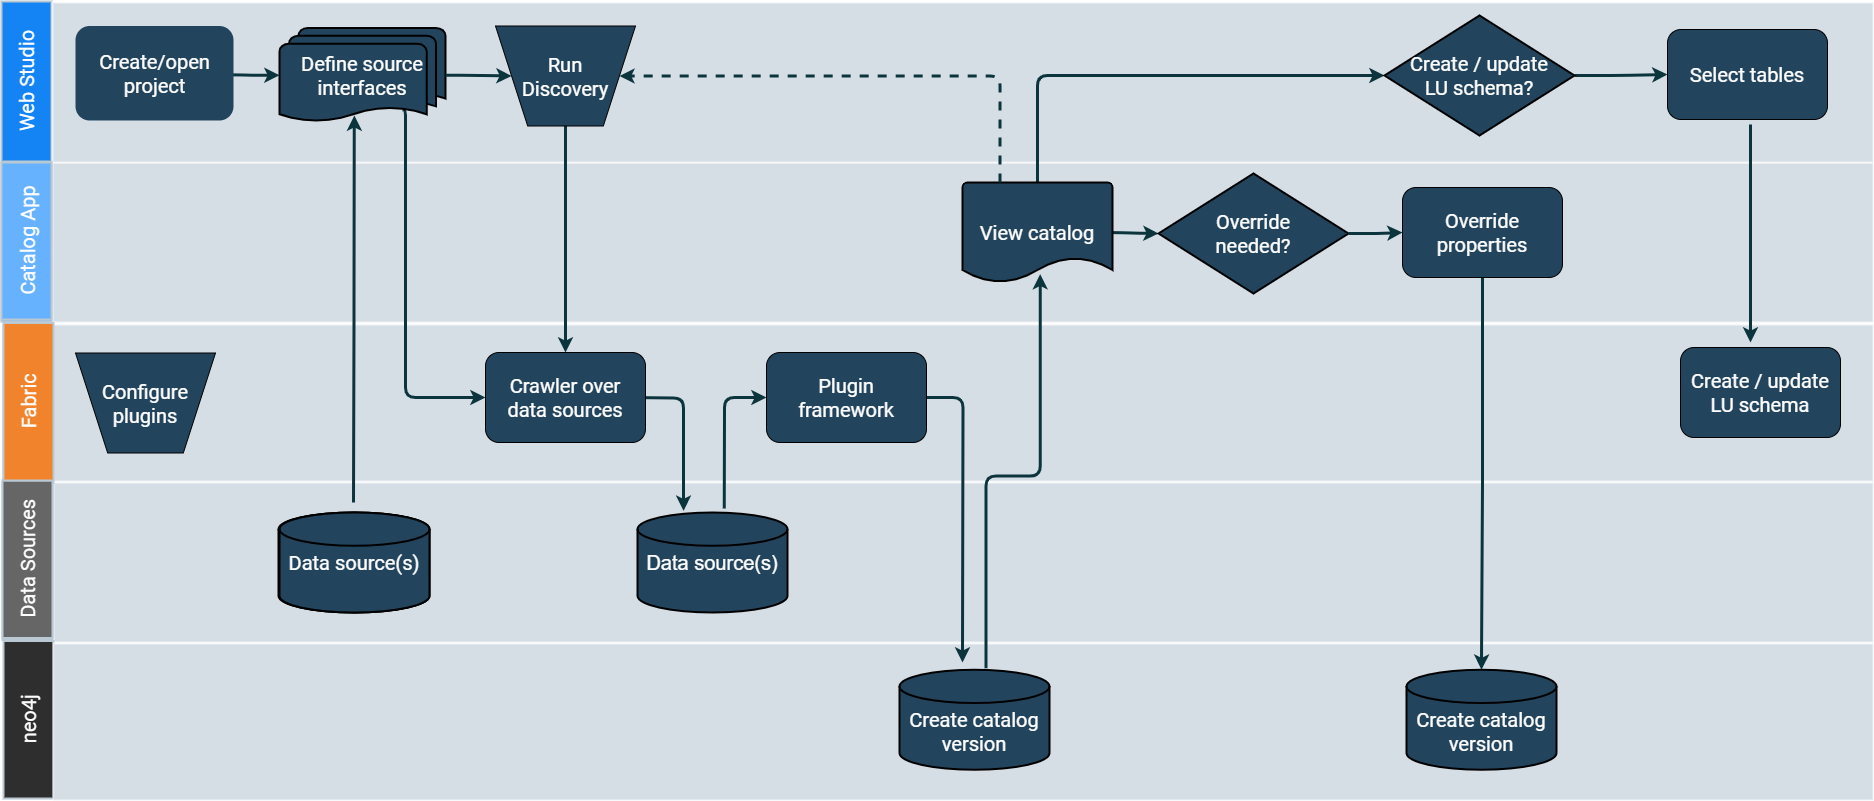 Web Studio
Create/open
project
Define source
interfaces
Run
Discovery
Create / update
LU schema?
Select tables
Catalog App
View catalog
Override
needed?
Override
properties
Fabric
Configure
plugins
Crawler over
data sources
Plugin
framework
Create / update
LU schema
Data Sources
Data source(s)
Data source(s)
neo4j
Create catalog
version
Create catalog
version